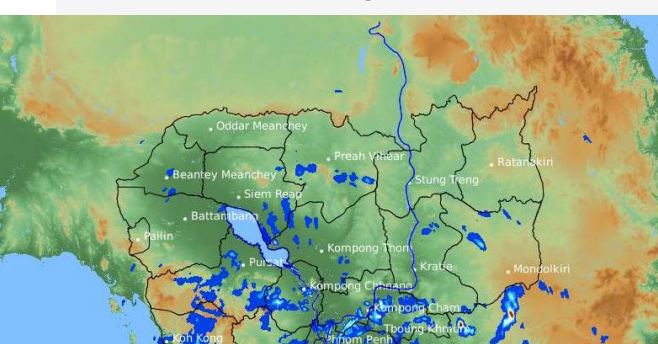 Oddar Meanchey
Preah Vihear
Ratanakiri
Beantey Meanchey
Stung Treng
Siem Reap
Battambang
Pailin
Kompong Thom
Pursat
Kratie
Mondolkiri
Kompong Chhnang
Kompong Cham
Tboung Khmum
Koh Kong
Phnom Penh